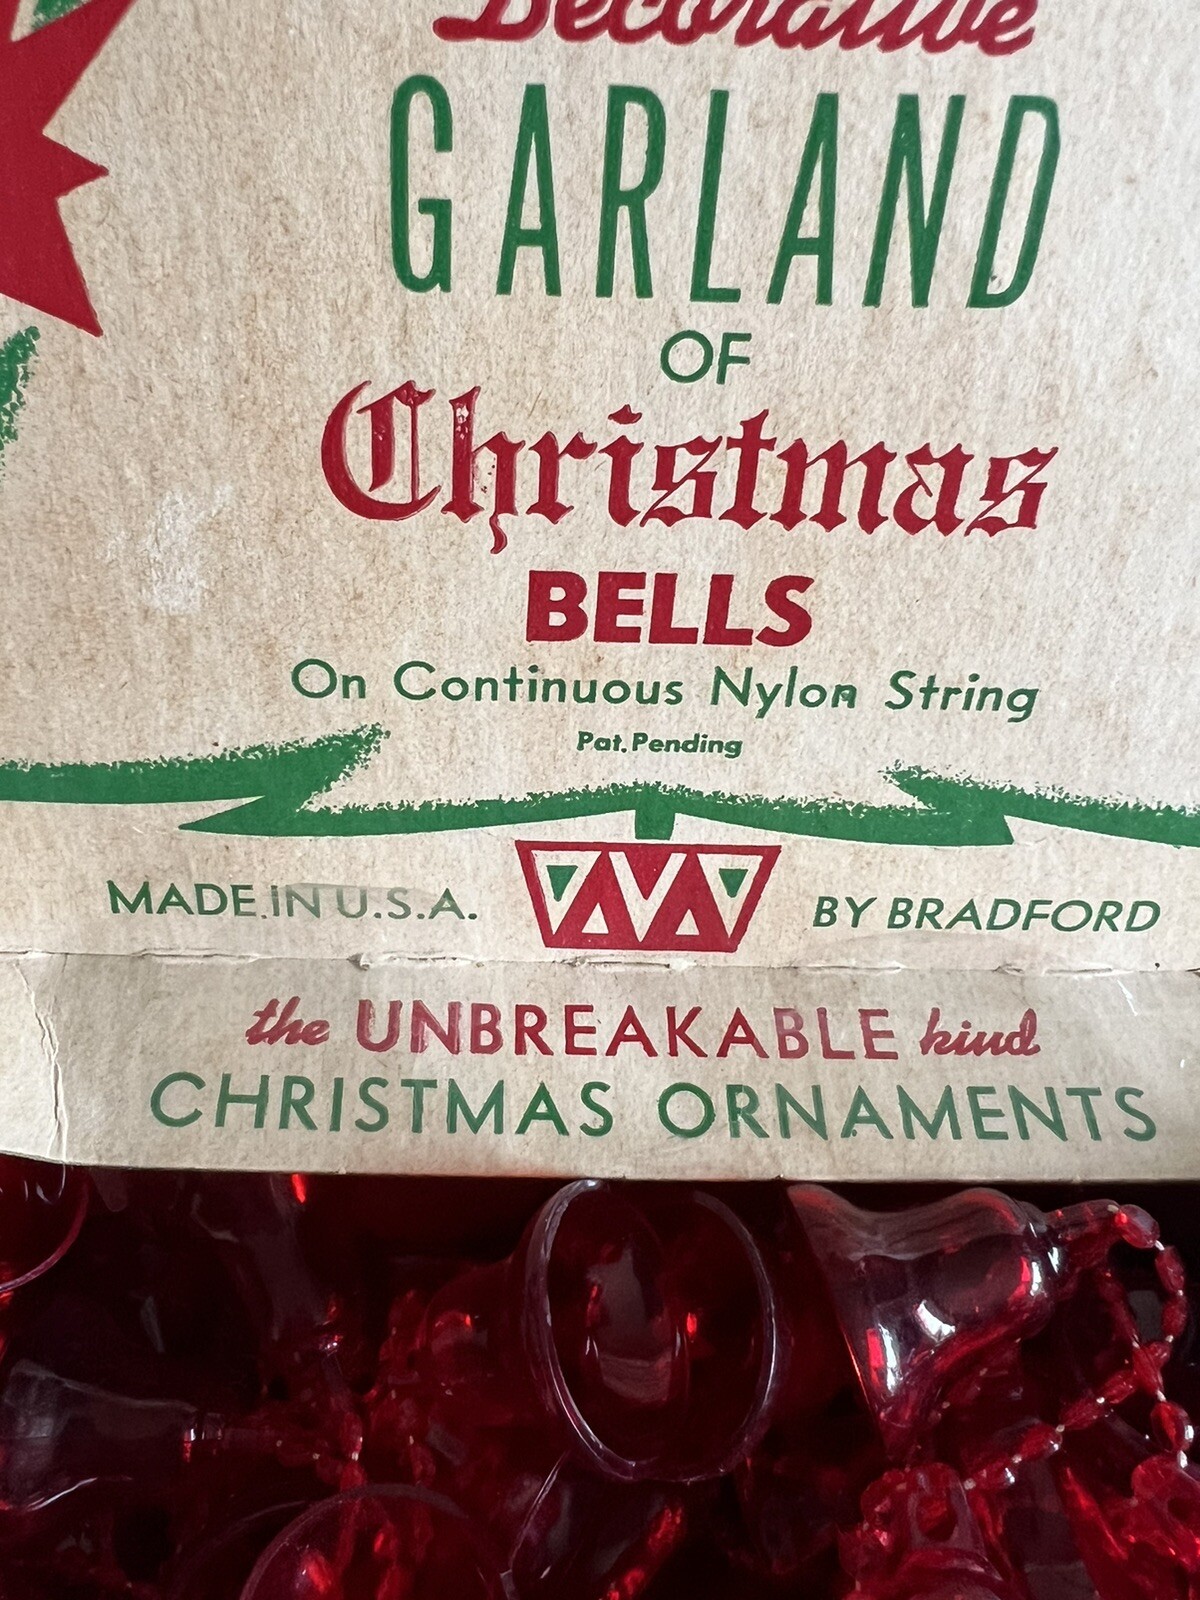 Decorative
GARLAND
OF
Christmas
BELLS
On Continuous Nylon String
Pat. Pending
MADE IN U.S.A.
BY BRADFORD
the UNBREAKABLE kind
CHRISTMAS ORNAMENTS